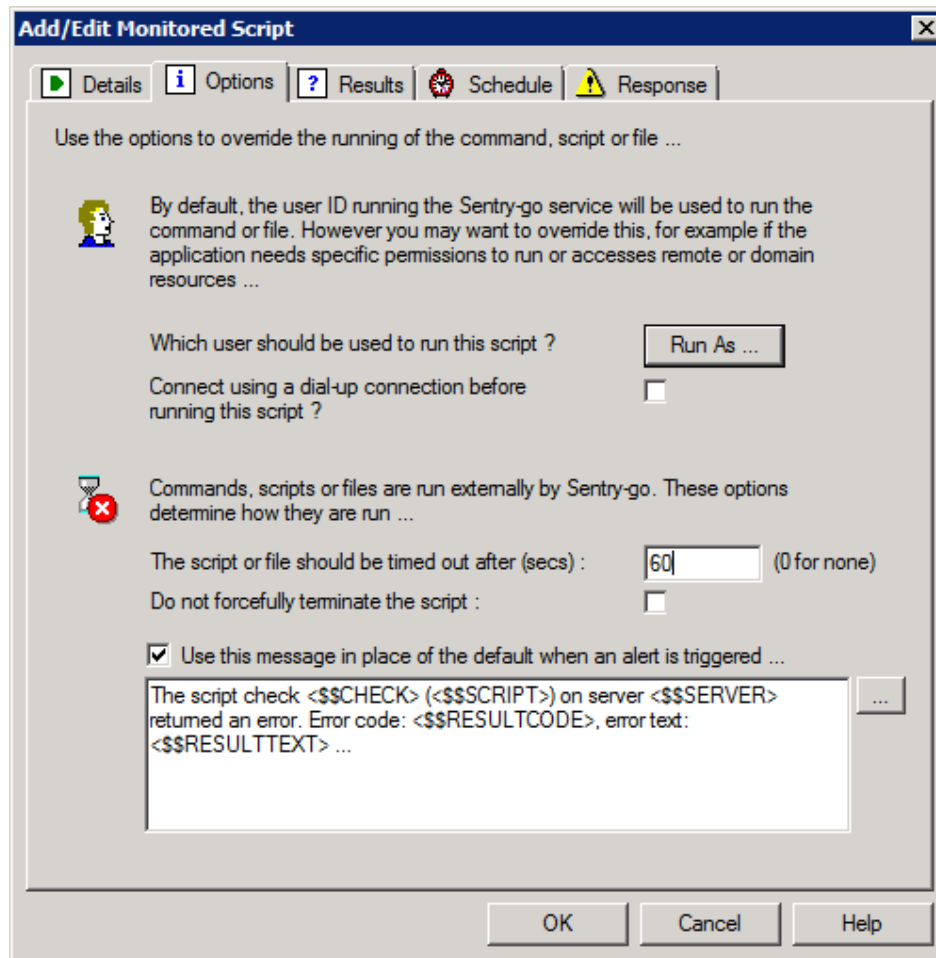 Add/Edit Monitored Script
Details
Options
Results
Schedule
Response
Use the options to override the running of the command, script or file ...
By default, the user ID running the Sentry-go service will be used to run the
command or file. However you may want to override this, for example if the
application needs specific permissions to run or accesses remote or domain
resources ...
Which user should be used to run this script ?
Run As ...
Connect using a dial-up connection before
running this script ?
Commands, scripts or files are run externally by Sentry-go. These options
determine how they are run ...
The script or file should be timed out after (secs) :
60
(0 for none)
Do not forcefully terminate the script :
Use this message in place of the default when an alert is triggered ...
The script check <$$CHECK> (<$$SCRIPT>) on server <$$SERVER>
returned an error. Error code: <$$RESULTCODE>, error text:
<$$RESULTTEXT> ...
...
OK
Cancel
Help